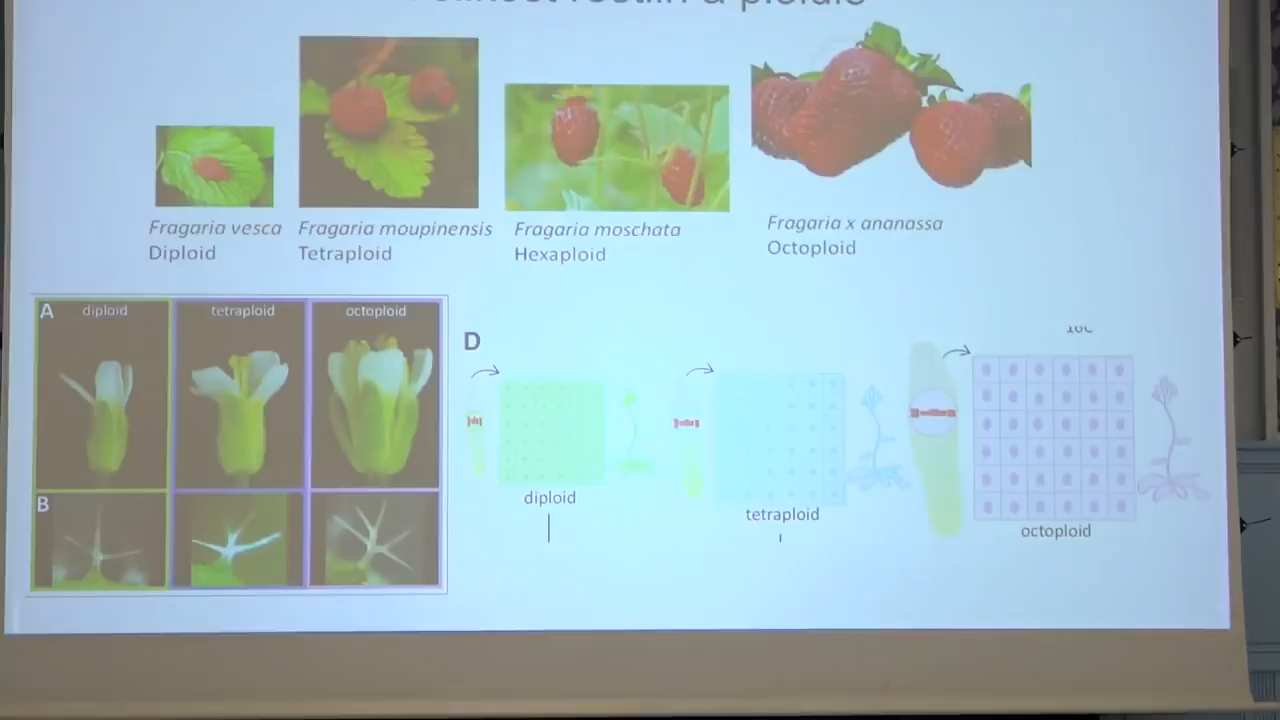 Fragaria vesca
Diploid
Fragaria moupinensis
Tetraploid
Fragaria moschata
Hexaploid
Fragaria x ananassa
Octoploid
A
diploid
tetraploid
octoploid
B
D
diploid
tetraploid
octoploid